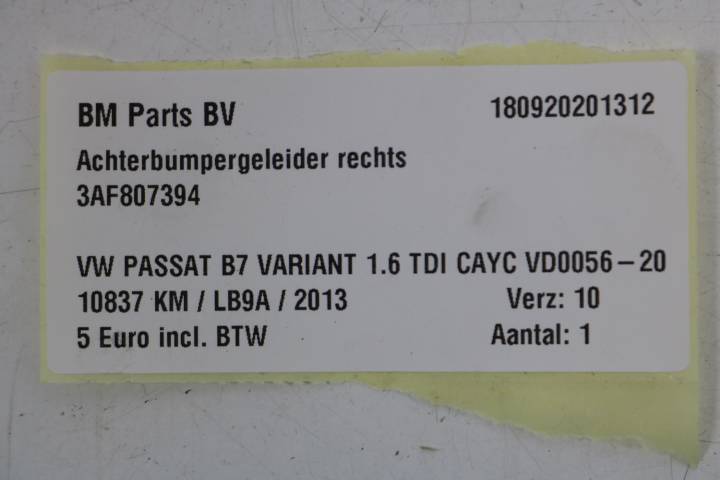 BM Parts BV 180920201312
Achterbumpergeleider rechts
3AF807394
VW PASSAT B7 VARIANT 1.6 TDI CAYC VD0056-20
10837 KM / LB9A / 2013 Verz: 10
5 Euro incl. BTW Aantal: 1